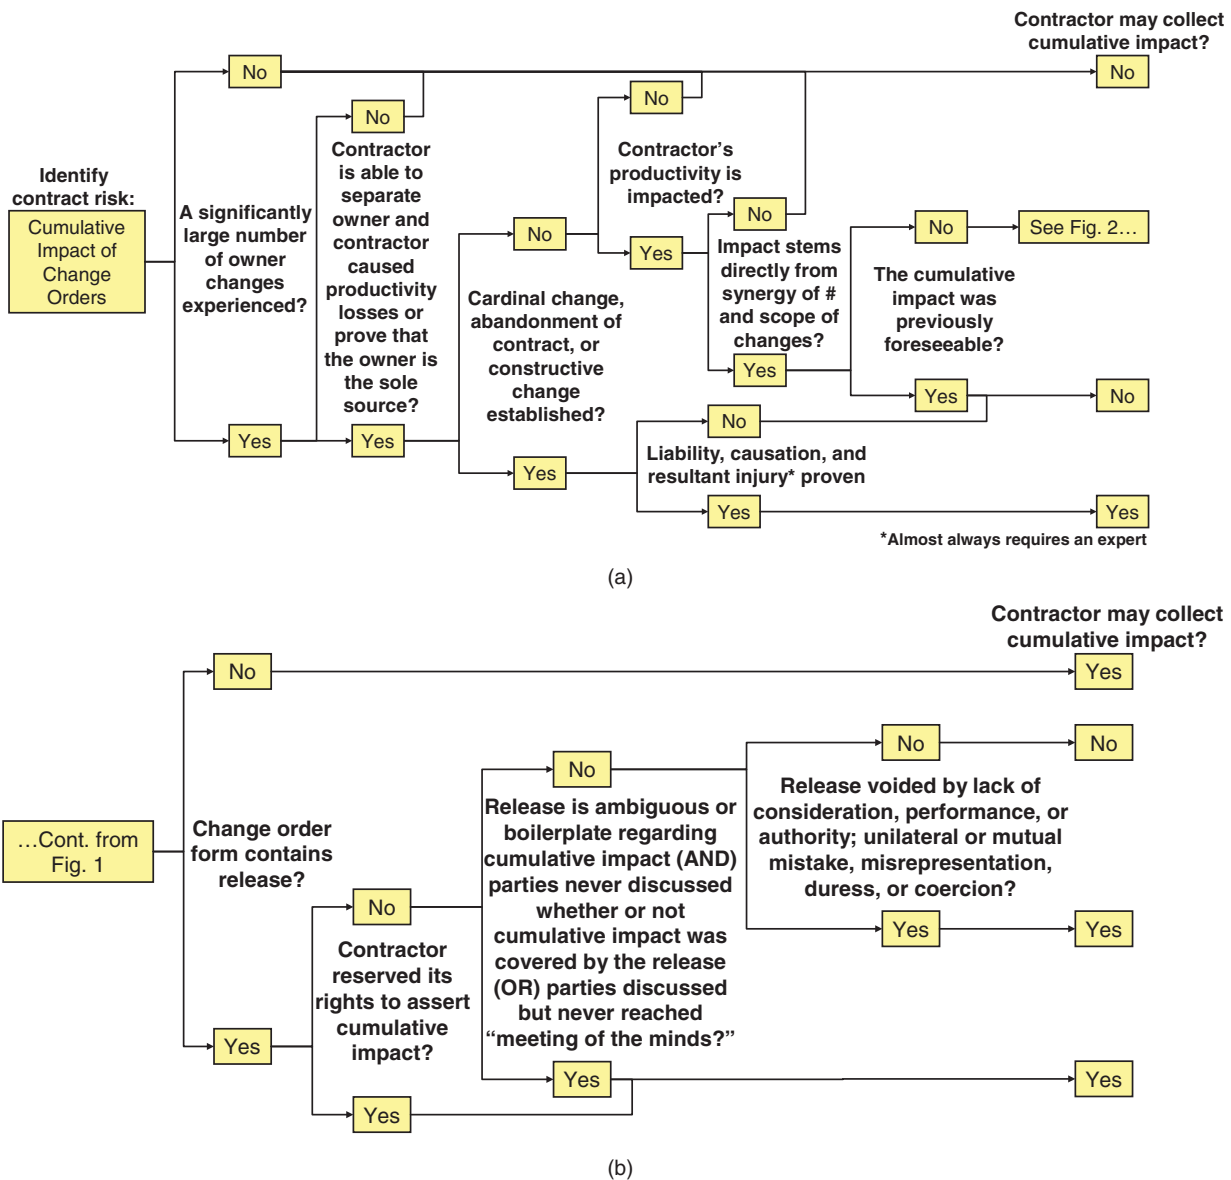 Contractor may collect
cumulative impact?
No
No
No
No
Contractor
is able to
separate
owner and
contractor
caused
productivity
losses or
prove that
the owner is
the sole
source?
Contractor's
productivity is
impacted?
Identify
contract risk:
Cumulative
Impact of
Change
Orders
A significantly
large number
of owner
changes
experienced?
No
No
No
See Fig. 2…
Yes
Impact stems
directly from
synergy of #
and scope of
changes?
The cumulative
impact was
previously
foreseeable?
Cardinal change,
abandonment of
contract, or
constructive
change
established?
Yes
Yes
No
No
Yes
Yes
Liability, causation, and
resultant injury* proven
Yes
Yes
Yes
*Almost always requires an expert
(a)
Contractor may collect
cumulative impact?
No
Yes
No
No
No
Release is ambiguous or
boilerplate regarding
cumulative impact (AND)
parties never discussed
whether or not
cumulative impact was
covered by the release
(OR) parties discussed
but never reached
“meeting of the minds?”
Release voided by lack of
consideration, performance, or
authority; unilateral or mutual
mistake, misrepresentation,
duress, or coercion?
…Cont. from
Fig. 1
Change order
form contains
release?
No
Yes
Yes
Contractor
reserved its
rights to assert
cumulative
impact?
Yes
Yes
Yes
Yes
(b)